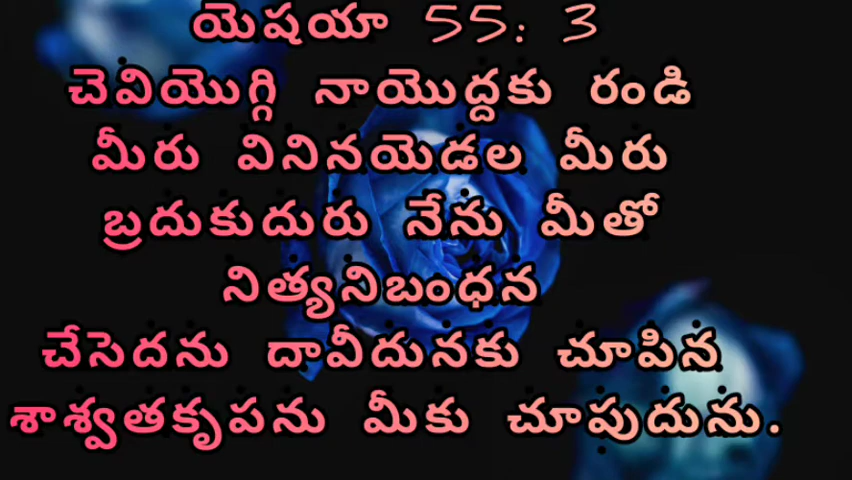 యెషయా 55: 3
చెవియొగ్గి నాయొద్దకు రండి
మీరు వినినయెడల మీరు
బ్రదుకుదురు నేను మీతో
నిత్యనిబంధన
చేసెదను దావీదునకు చూపిన
శాశ్వతకృపను మీకు చూపుదును.